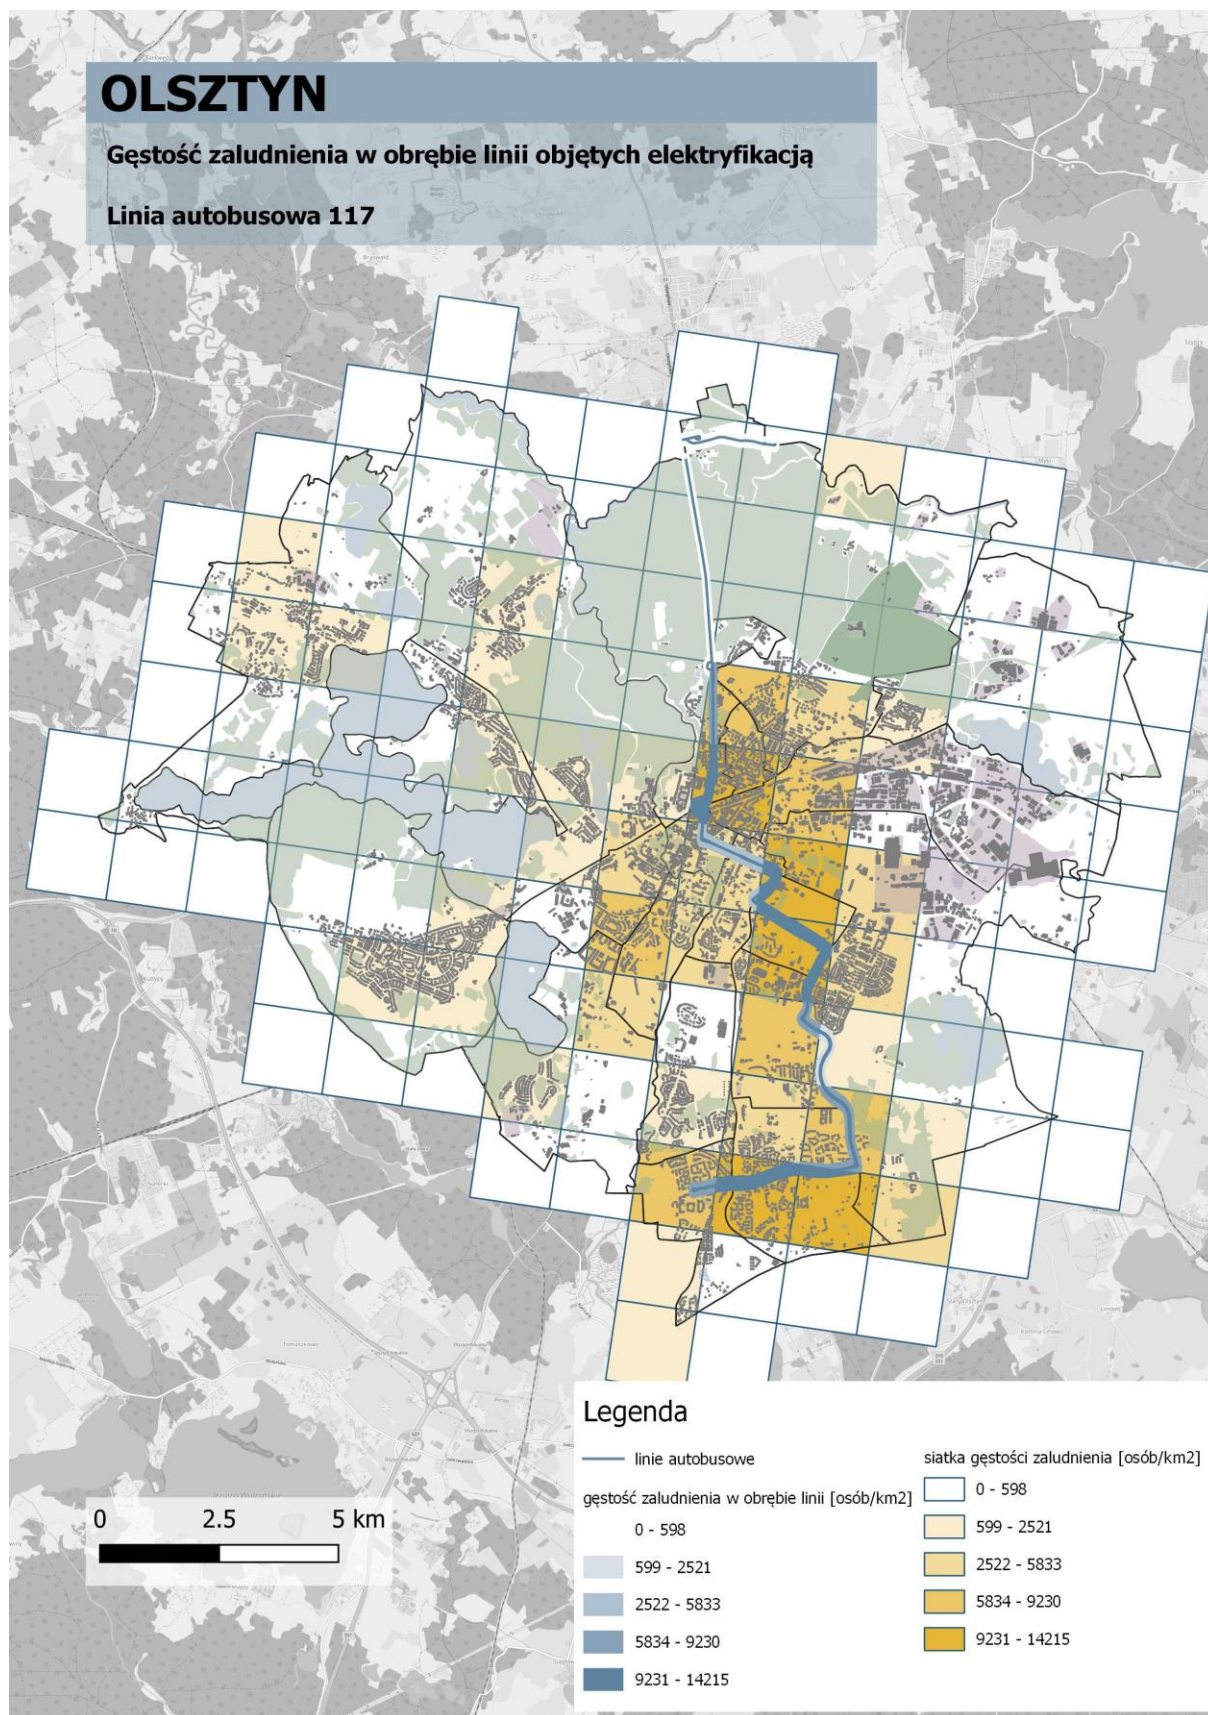 OLSZTYN
Gęstość zaludnienia w obrębie linii objętych elektryfikacją
Linia autobusowa 117
Legenda
linie autobusowe
gęstość zaludnienia w obrębie linii [osób/km2]
0 - 598
599 - 2521
2522 - 5833
5834 - 9230
9231 - 14215
siatka gęstości zaludnienia [osób/km2]
0 - 598
599 - 2521
2522 - 5833
5834 - 9230
9231 - 14215
0 2.5 5 km